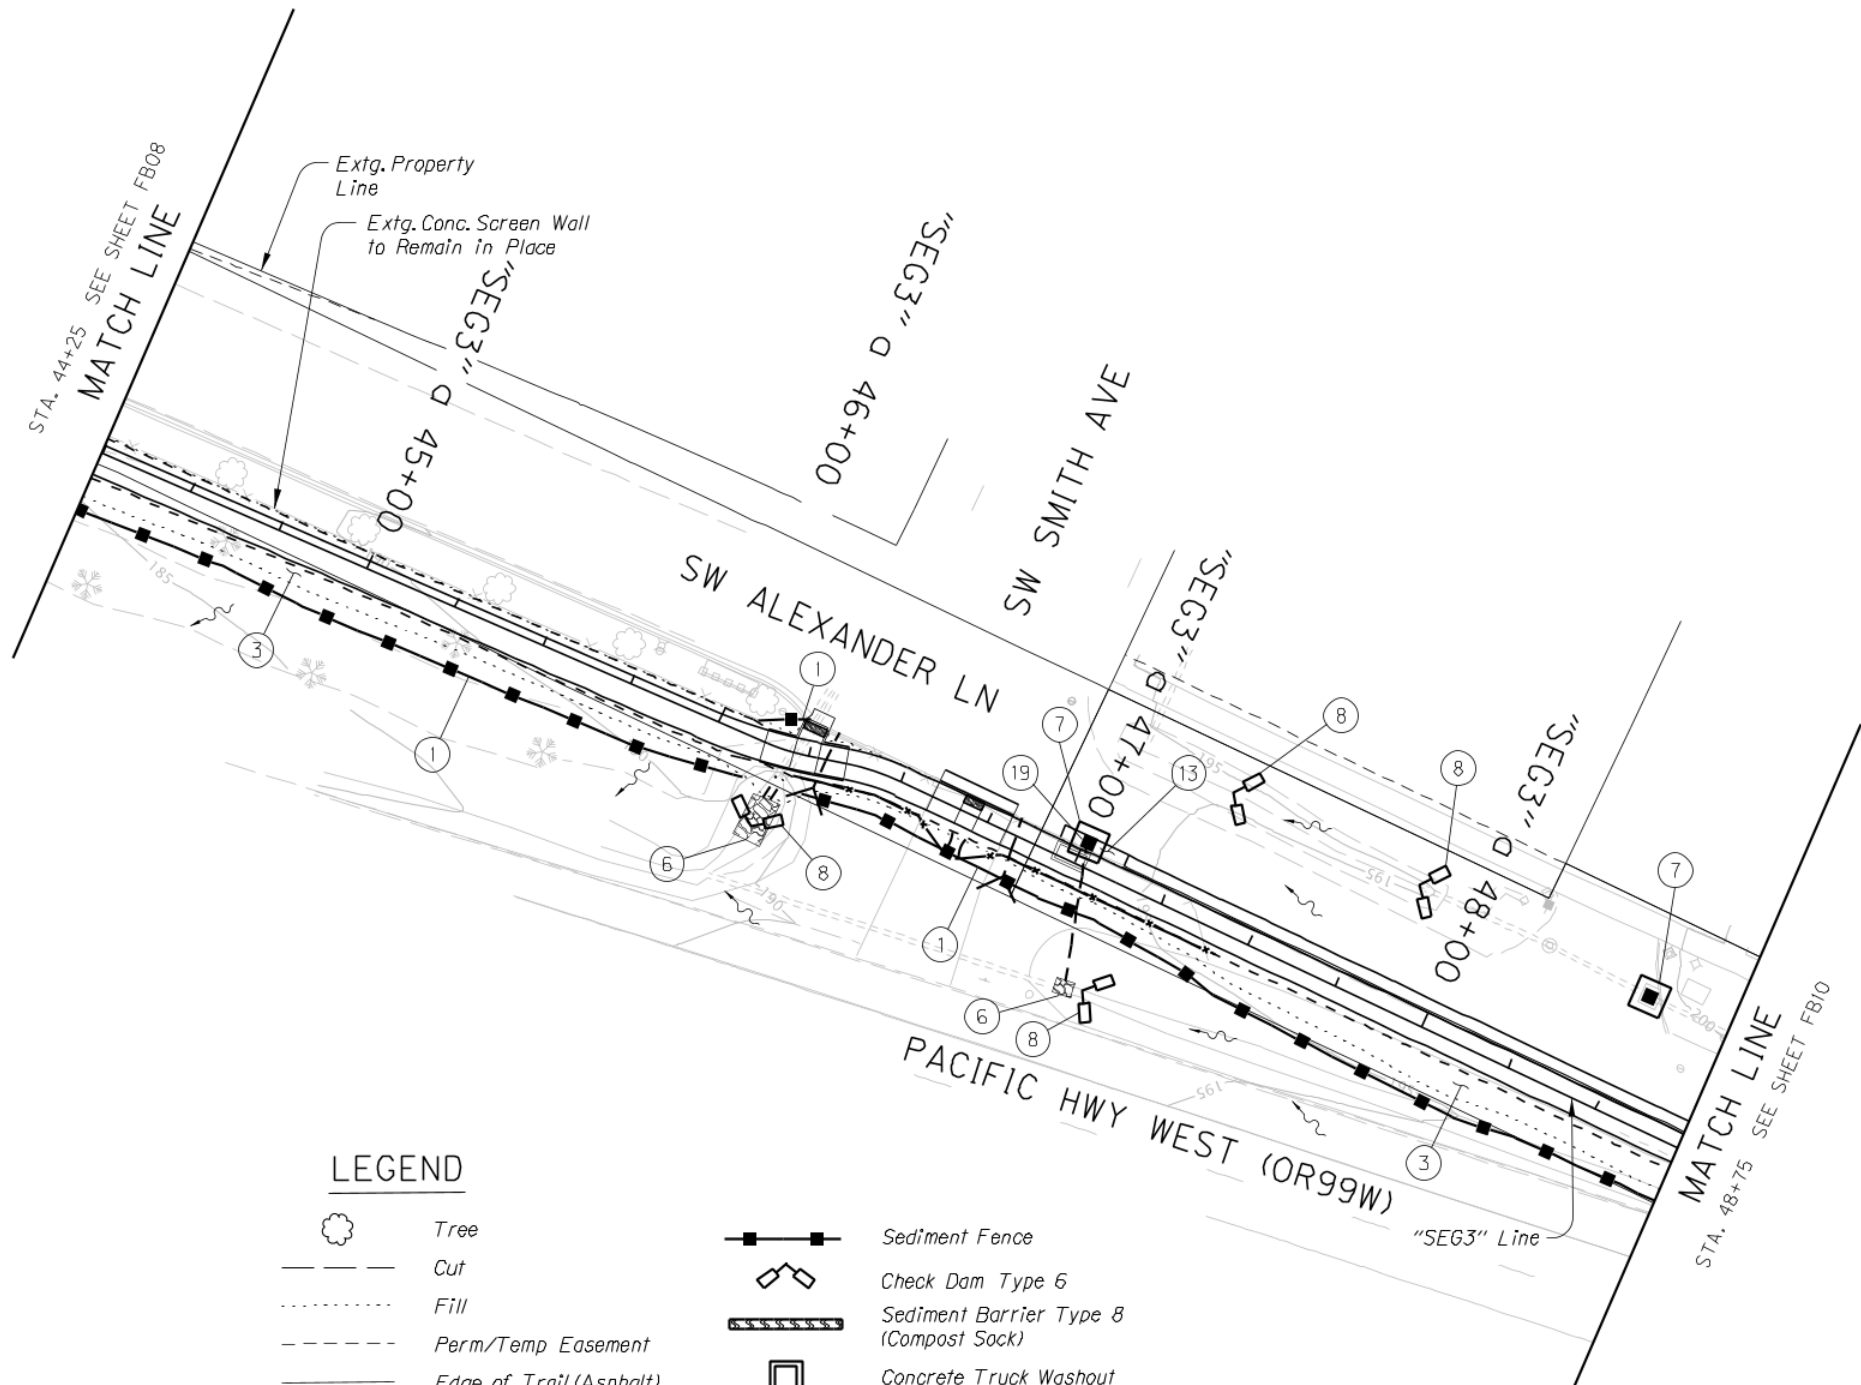 Extg. Property
Line
Extg. Conc. Screen Wall
to Remain in Place
STA. 44+25 SEE SHEET FB08
MATCH LINE
"SEG3"
45+00
"SEG3"
46+00
SW SMITH AVE
SW ALEXANDER LN
"SEG3"
47+00
"SEG3"
48+00
185
3
1
1
7
8
8
19
13
7
195
195
6
8
190
1
6
8
200
195
3
PACIFIC HWY WEST (OR99W)
"SEG3" Line
MATCH LINE
STA. 48+75 SEE SHEET FB10
LEGEND
Tree
Cut
Fill
Perm/Temp Easement
Edge of Trail (Asphalt)
Sediment Fence
Check Dam Type 6
Sediment Barrier Type 8
(Compost Sock)
Concrete Truck Washout